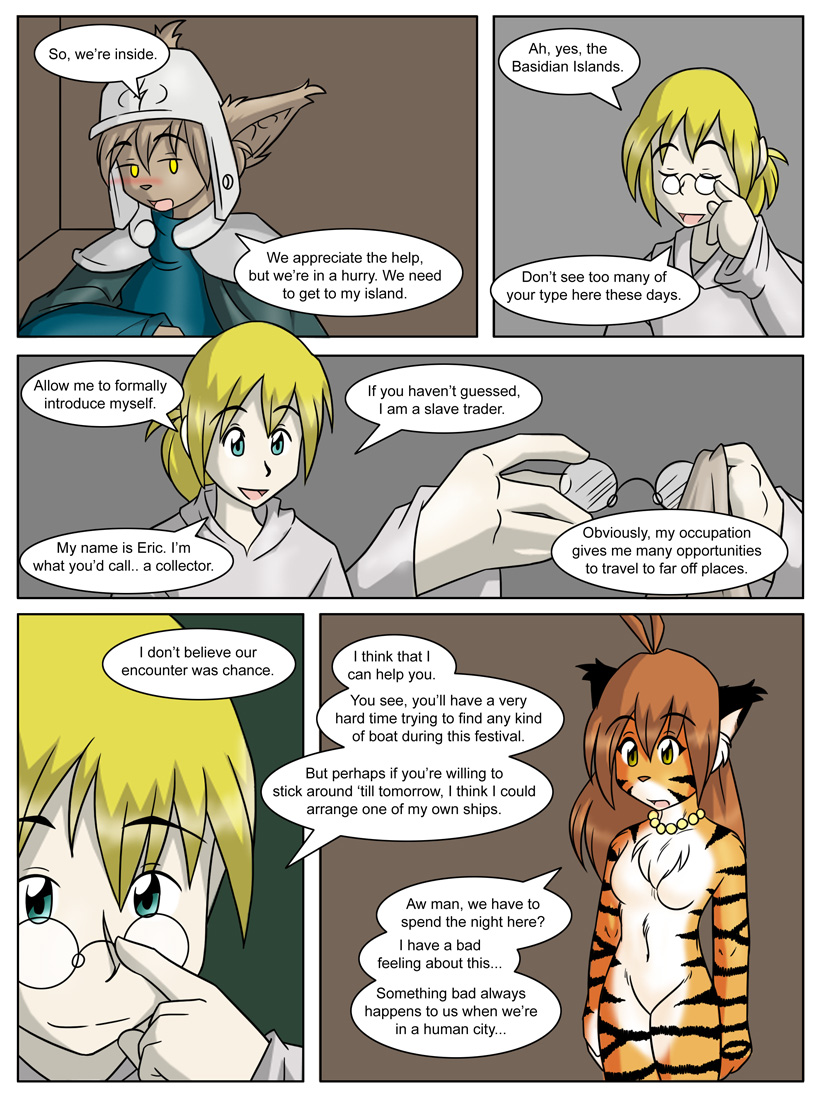 So, we're inside.
We appreciate the help,
but we're in a hurry. We need
to get to my island.
Ah, yes, the
Basidian Islands.
Don't see too many of
your type here these days.
Allow me to formally
introduce myself.
My name is Eric. I'm
what you'd call.. a collector.
If you haven't guessed,
I am a slave trader.
Obviously, my occupation
gives me many opportunities
to travel to far off places.
I don't believe our
encounter was chance.
I think that I
can help you.
You see, you'll have a very
hard time trying to find any kind
of boat during this festival.
But perhaps if you're willing to
stick around 'till tomorrow, I think I could
arrange one of my own ships.
Aw man, we have to
spend the night here?
I have a bad
feeling about this...
Something bad always
happens to us when we're
in a human city...